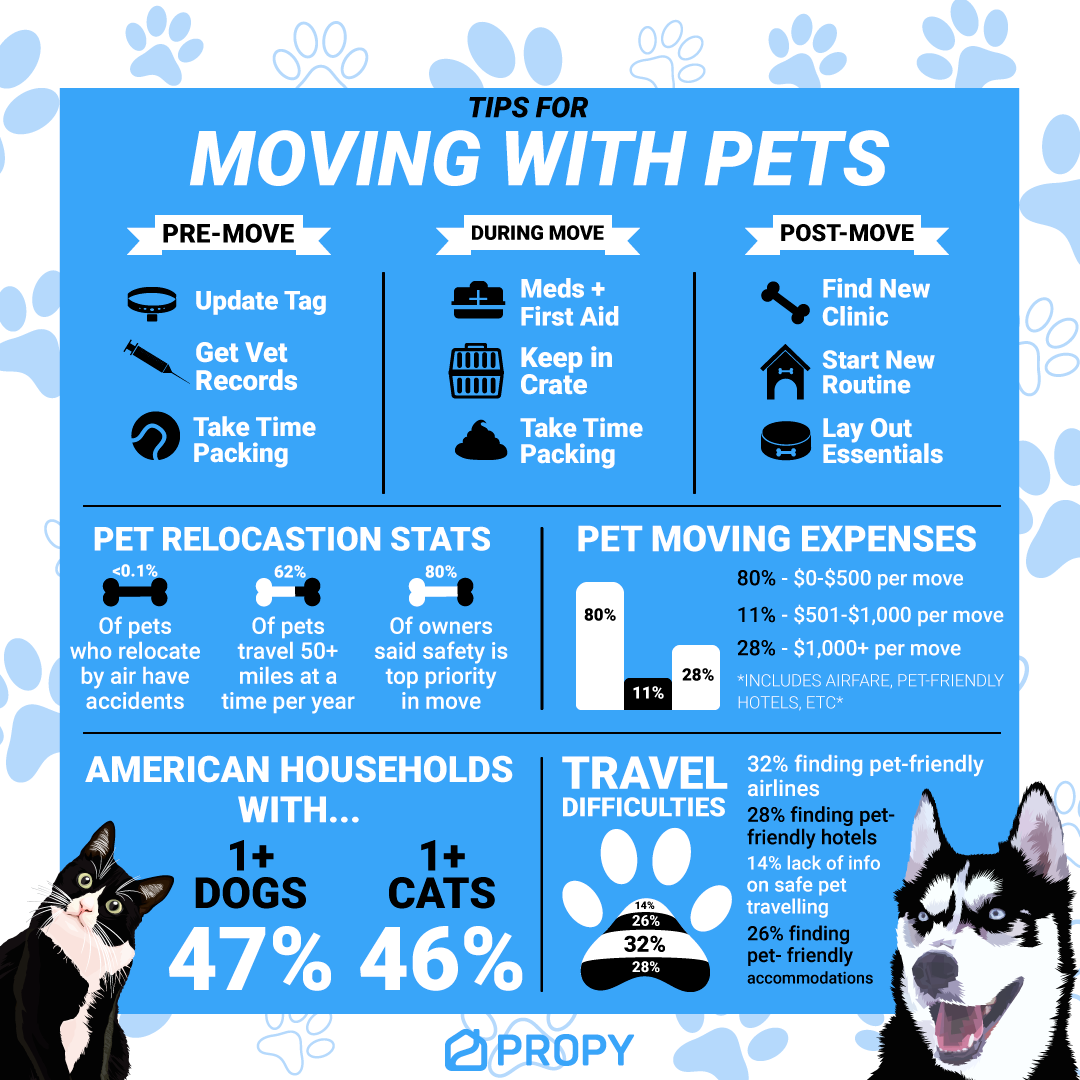 TIPS FOR
MOVING WITH PETS
PRE-MOVE
Update Tag
Get Vet
Records
Take Time
Packing
DURING MOVE
Meds +
First Aid
Keep in
Crate
Take Time
Packing
POST-MOVE
Find New
Clinic
Start New
Routine
Lay Out
Essentials
PET RELOCASTION STATS
<0.1%
Of pets
who relocate
by air have
accidents
62%
Of pets
travel 50+
miles at a
time per year
80%
Of owners
said safety is
top priority
in move
PET MOVING EXPENSES
80%
11%
28%
80% - $0-$500 per move
11% - $501-$1,000 per move
28% - $1,000+ per move
*INCLUDES AIRFARE, PET-FRIENDLY
HOTELS, ETC*
AMERICAN HOUSEHOLDS
WITH...
1+
DOGS
47%
1+
CATS
46%
TRAVEL
DIFFICULTIES
14%
26%
32%
28%
32% finding pet-friendly
airlines
28% finding pet-
friendly hotels
14% lack of info
on safe pet
travelling
26% finding
pet- friendly
accommodations
PROPY